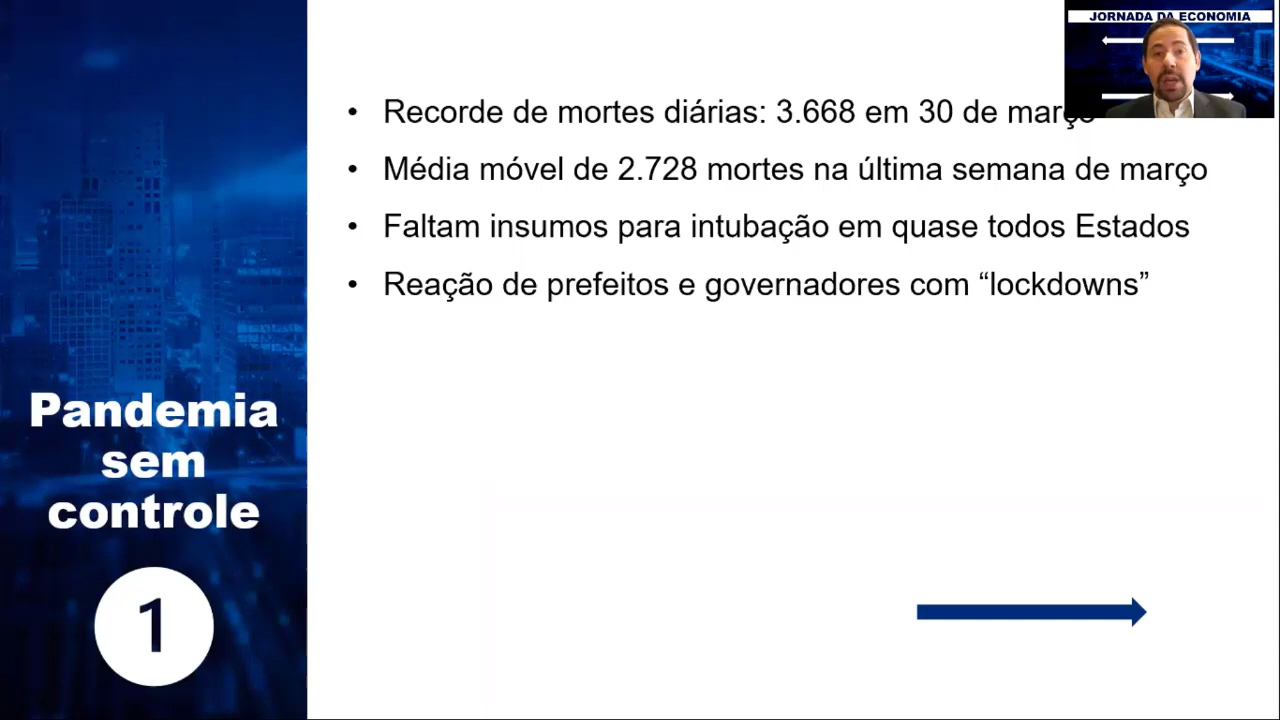 JORNADA DA ECONOMIA
• Recorde de mortes diárias: 3.668 em 30 de março
• Média móvel de 2.728 mortes na última semana de março
• Faltam insumos para intubação em quase todos Estados
• Reação de prefeitos e governadores com “lockdowns”
Pandemia
sem
controle
1